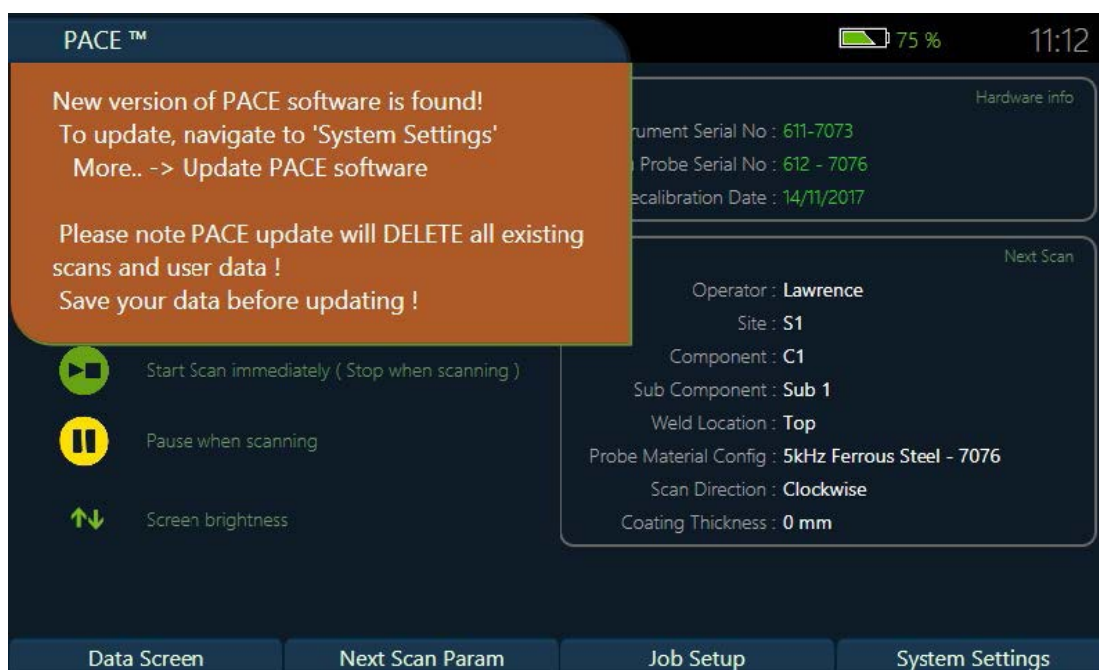 PACE ™
75 %
11:12
New version of PACE software is found!
To update, navigate to 'System Settings'
More.. -> Update PACE software
Please note PACE update will DELETE all existing
scans and user data !
Save your data before updating !
Hardware info
Serial No : 611-7073
Probe Serial No : 612 - 7076
Date : 14/11/2017
Next Scan
Operator : Lawrence
Site : S1
Component : C1
Sub Component : Sub 1
Weld Location : Top
Probe Material Config : 5kHz Ferrous Steel - 7076
Scan Direction : Clockwise
Coating Thickness : 0 mm
Start Scan immediately ( Stop when scanning )
Pause when scanning
Screen brightness
Data Screen
Next Scan Param
Job Setup
System Settings